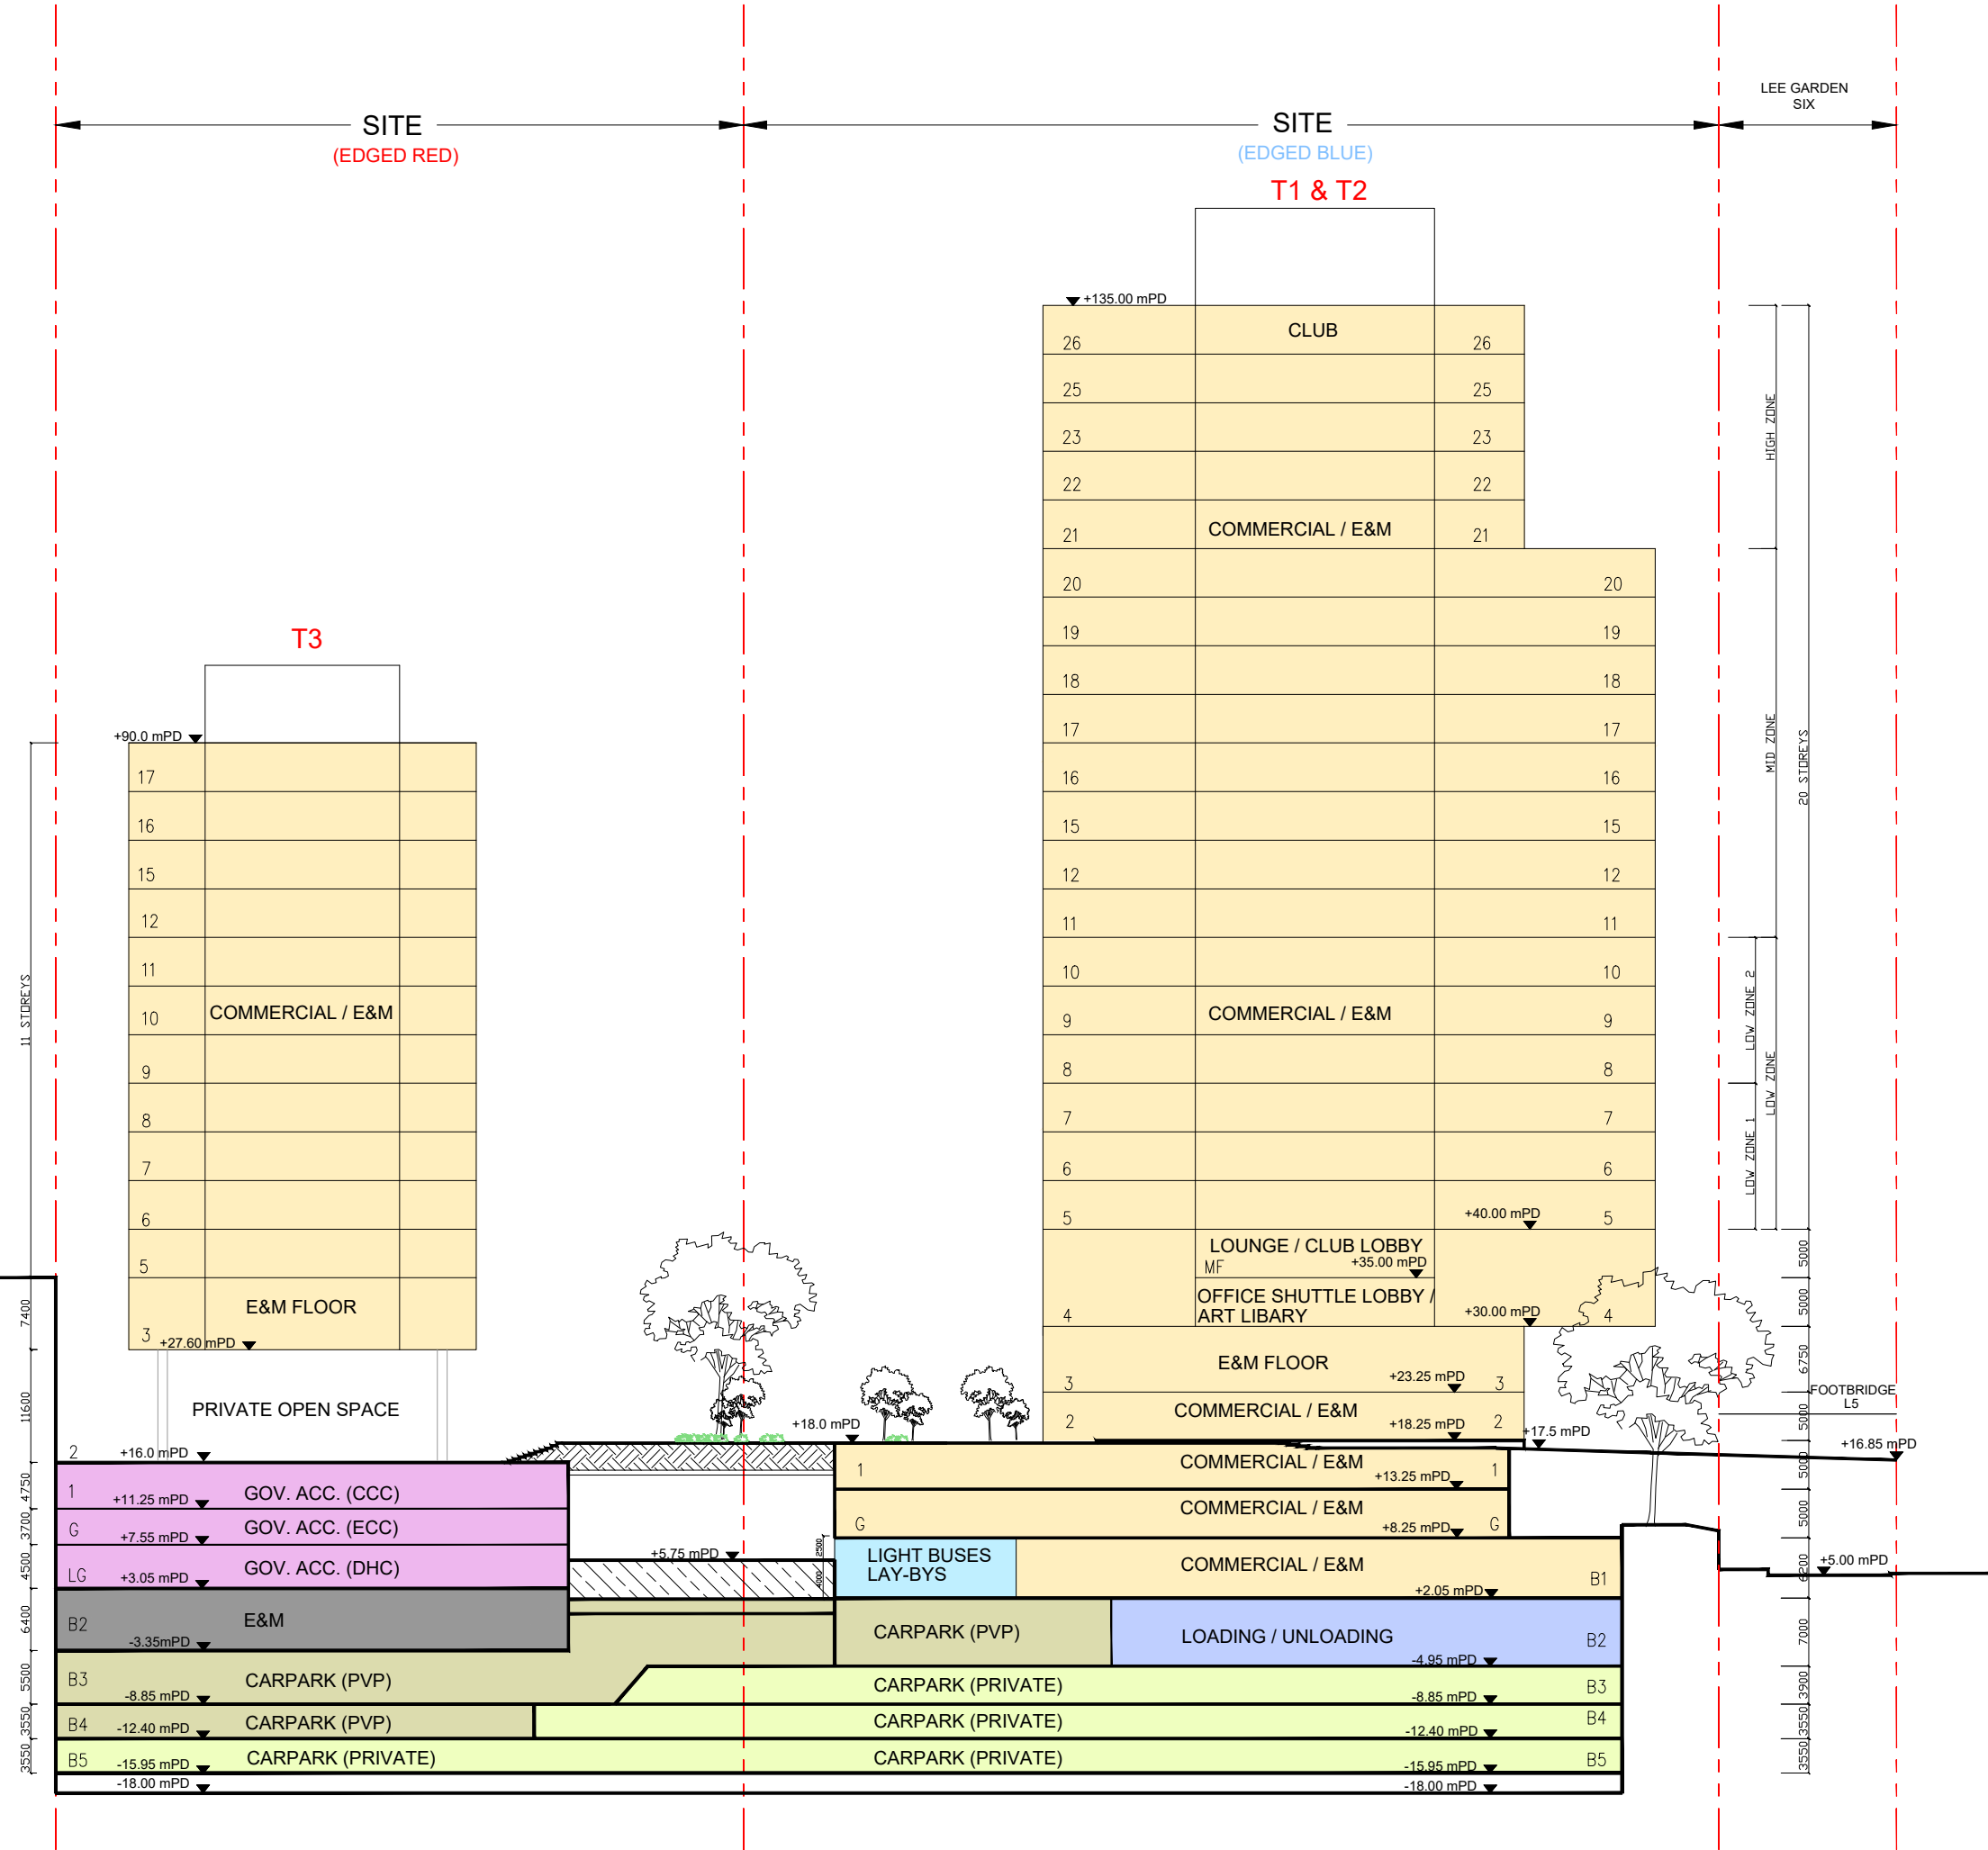 LEE GARDEN
SIX
SITE
(EDGED RED)
SITE
(EDGED BLUE)
T1 & T2
+135.00 mPD
CLUB
26 26
25 25
23 23
22 22
21 COMMERCIAL / E&M 21
20 20
19 19
18 18
17 17
16 16
15 15
12 12
11 11
10 10
9 COMMERCIAL / E&M 9
8 8
7 7
6 6
5 +40.00 mPD 5
LOUNGE / CLUB LOBBY
MF +35.00 mPD
OFFICE SHUTTLE LOBBY /
ART LIBARY
4 +30.00 mPD 4
E&M FLOOR
3 +23.25 mPD 3
COMMERCIAL / E&M
2 +18.25 mPD 2
+17.5 mPD
+16.85 mPD
FOOTBRIDGE
L5
HIGH ZONE
MID ZONE
LOW ZONE
LOW ZONE 2
LOW ZONE 1
20 STOREYS
5000
5000
6750
5000
5000
5000
6200
7000
3900
3550
3550
T3
+90.0 mPD
17
16
15
12
11
10 COMMERCIAL / E&M
9
8
7
6
5
E&M FLOOR
3 +27.60 mPD
PRIVATE OPEN SPACE
11 STOREYS
7400
11600
4750
3700
4500
6400
5500
3550
3550
2 +16.0 mPD
1 +11.25 mPD GOV. ACC. (CCC)
G +7.55 mPD GOV. ACC. (ECC)
LG +3.05 mPD GOV. ACC. (DHC)
B2 -3.35mPD E&M
B3 -8.85 mPD CARPARK (PVP)
B4 -12.40 mPD CARPARK (PVP)
B5 -15.95 mPD CARPARK (PRIVATE)
-18.00 mPD
+18.0 mPD
+5.75 mPD
2500
4000
1 COMMERCIAL / E&M 1
+13.25 mPD
COMMERCIAL / E&M
G +8.25 mPD G
LIGHT BUSES
LAY-BYS
COMMERCIAL / E&M
+2.05 mPD B1
+5.00 mPD
CARPARK (PVP)
LOADING / UNLOADING B2
-4.95 mPD
CARPARK (PRIVATE) B3
-8.85 mPD
CARPARK (PRIVATE) B4
-12.40 mPD
CARPARK (PRIVATE) B5
-15.95 mPD
-18.00 mPD